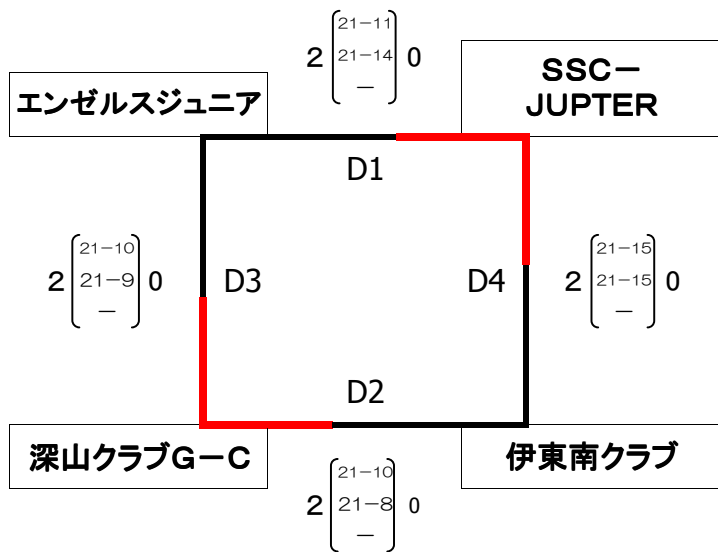 21-11
2 21-14 0
-
エンゼルスジュニア
SSC-
JUPTER
D1
21-10
2 21-9 0
-
D3
D4
21-15
2 21-15 0
-
D2
深山クラブG-C
伊東南クラブ
21-10
2 21-8 0
-